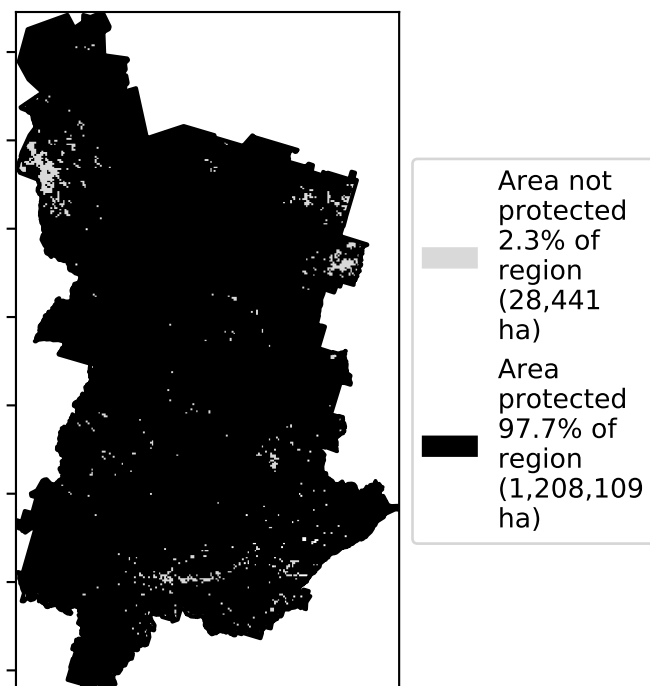 Area not
protected
2.3% of
region
(28,441
ha)
Area
protected
97.7% of
region
(1,208,109
ha)